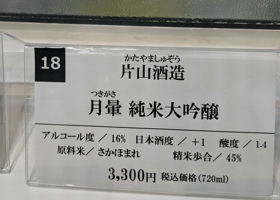 18
かたやましゅぞう
片山酒造
つきがさ
月暈 純米大吟醸
アルコール度／16% 日本酒度／+1 酸度／1.4
原料米／さかほまれ 精米歩合／45%
3,300円 税込価格(720ml)